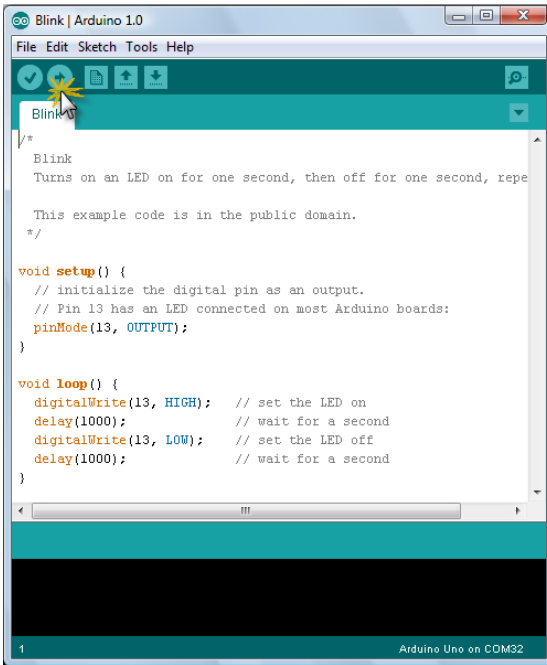 Blink | Arduino 1.0
File Edit Sketch Tools Help
Blink
/*
  Blink
  Turns on an LED on for one second, then off for one second, repe

  This example code is in the public domain.
 */

void setup() {
  // initialize the digital pin as an output.
  // Pin 13 has an LED connected on most Arduino boards:
  pinMode(13, OUTPUT);
}

void loop() {
  digitalWrite(13, HIGH);   // set the LED on
  delay(1000);              // wait for a second
  digitalWrite(13, LOW);    // set the LED off
  delay(1000);              // wait for a second
}
1 Arduino Uno on COM32